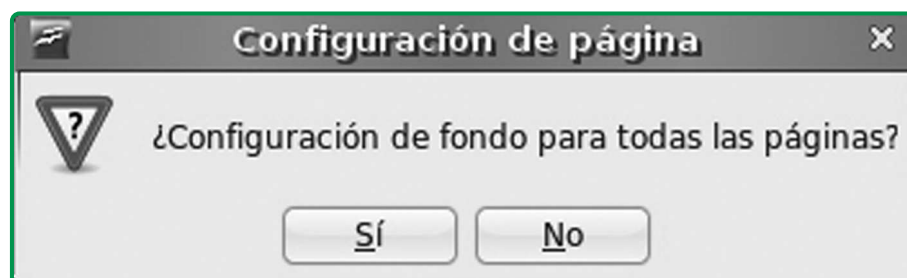 Configuración de página
¿Configuración de fondo para todas las páginas?
Sí
No